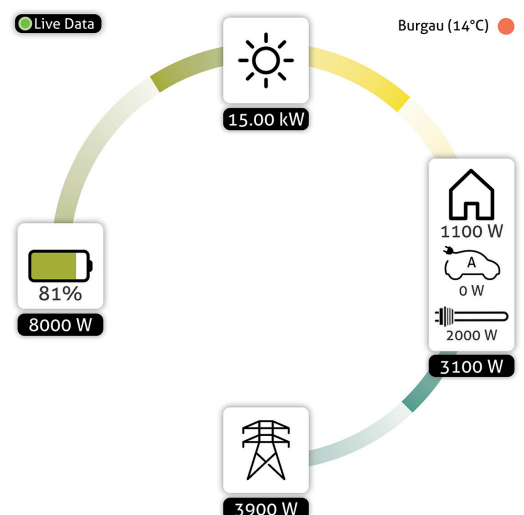 Live Data
Burgau (14°C)
15.00 kW
1100 W
A
0 W
81%
2000 W
8000 W
3100 W
3900 W